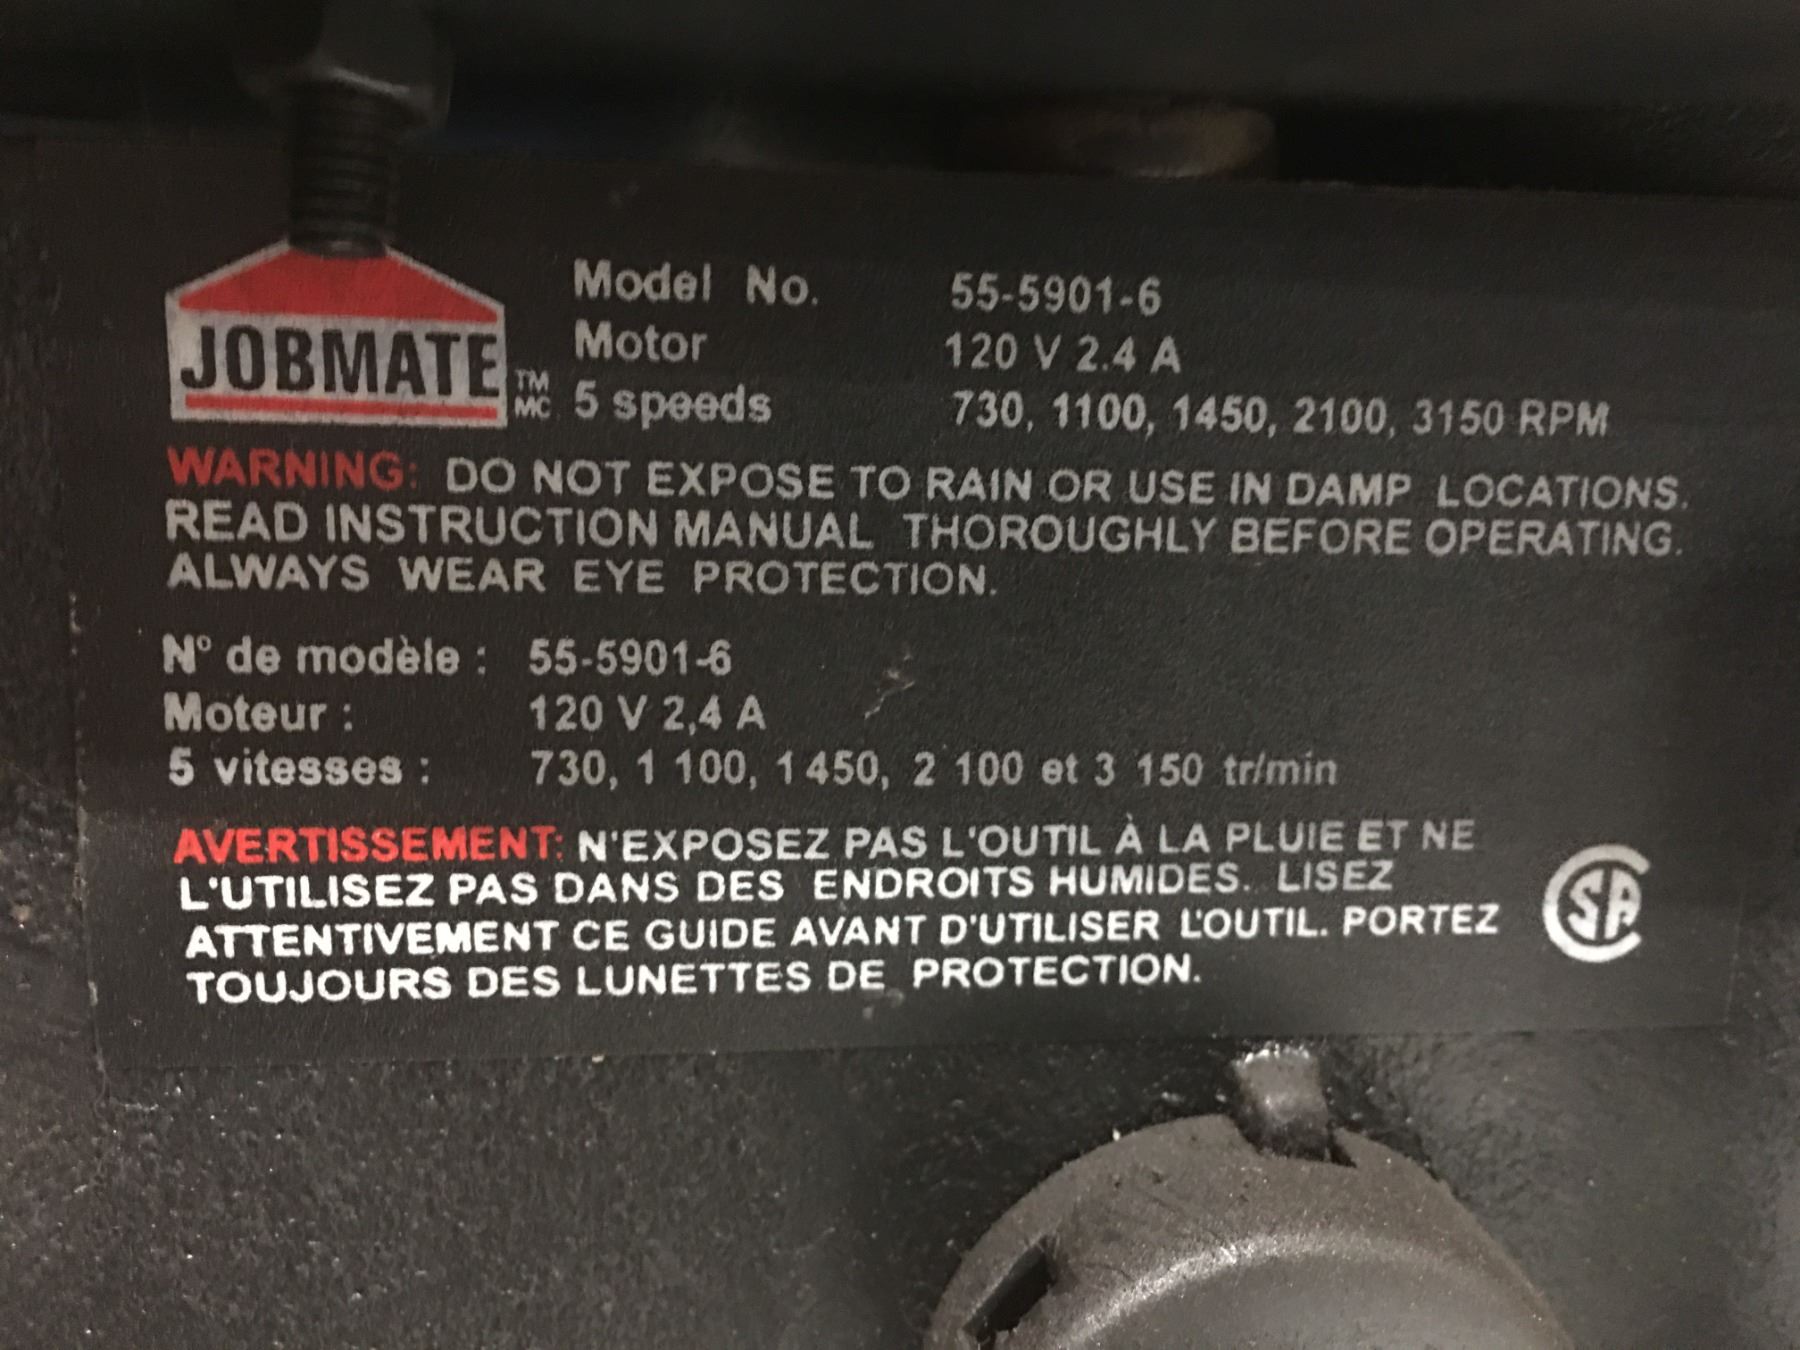 JOBMATE TM MC
Model No. 55-5901-6
Motor 120 V 2.4 A
5 speeds 730, 1100, 1450, 2100, 3150 RPM
WARNING: DO NOT EXPOSE TO RAIN OR USE IN DAMP LOCATIONS.
READ INSTRUCTION MANUAL THOROUGHLY BEFORE OPERATING.
ALWAYS WEAR EYE PROTECTION.
N° de modèle : 55-5901-6
Moteur : 120 V 2,4 A
5 vitesses : 730, 1 100, 1 450, 2 100 et 3 150 tr/min
AVERTISSEMENT: N'EXPOSEZ PAS L'OUTIL À LA PLUIE ET NE
L'UTILISEZ PAS DANS DES ENDROITS HUMIDES. LISEZ
ATTENTIVEMENT CE GUIDE AVANT D'UTILISER L'OUTIL. PORTEZ
TOUJOURS DES LUNETTES DE PROTECTION.
CSA